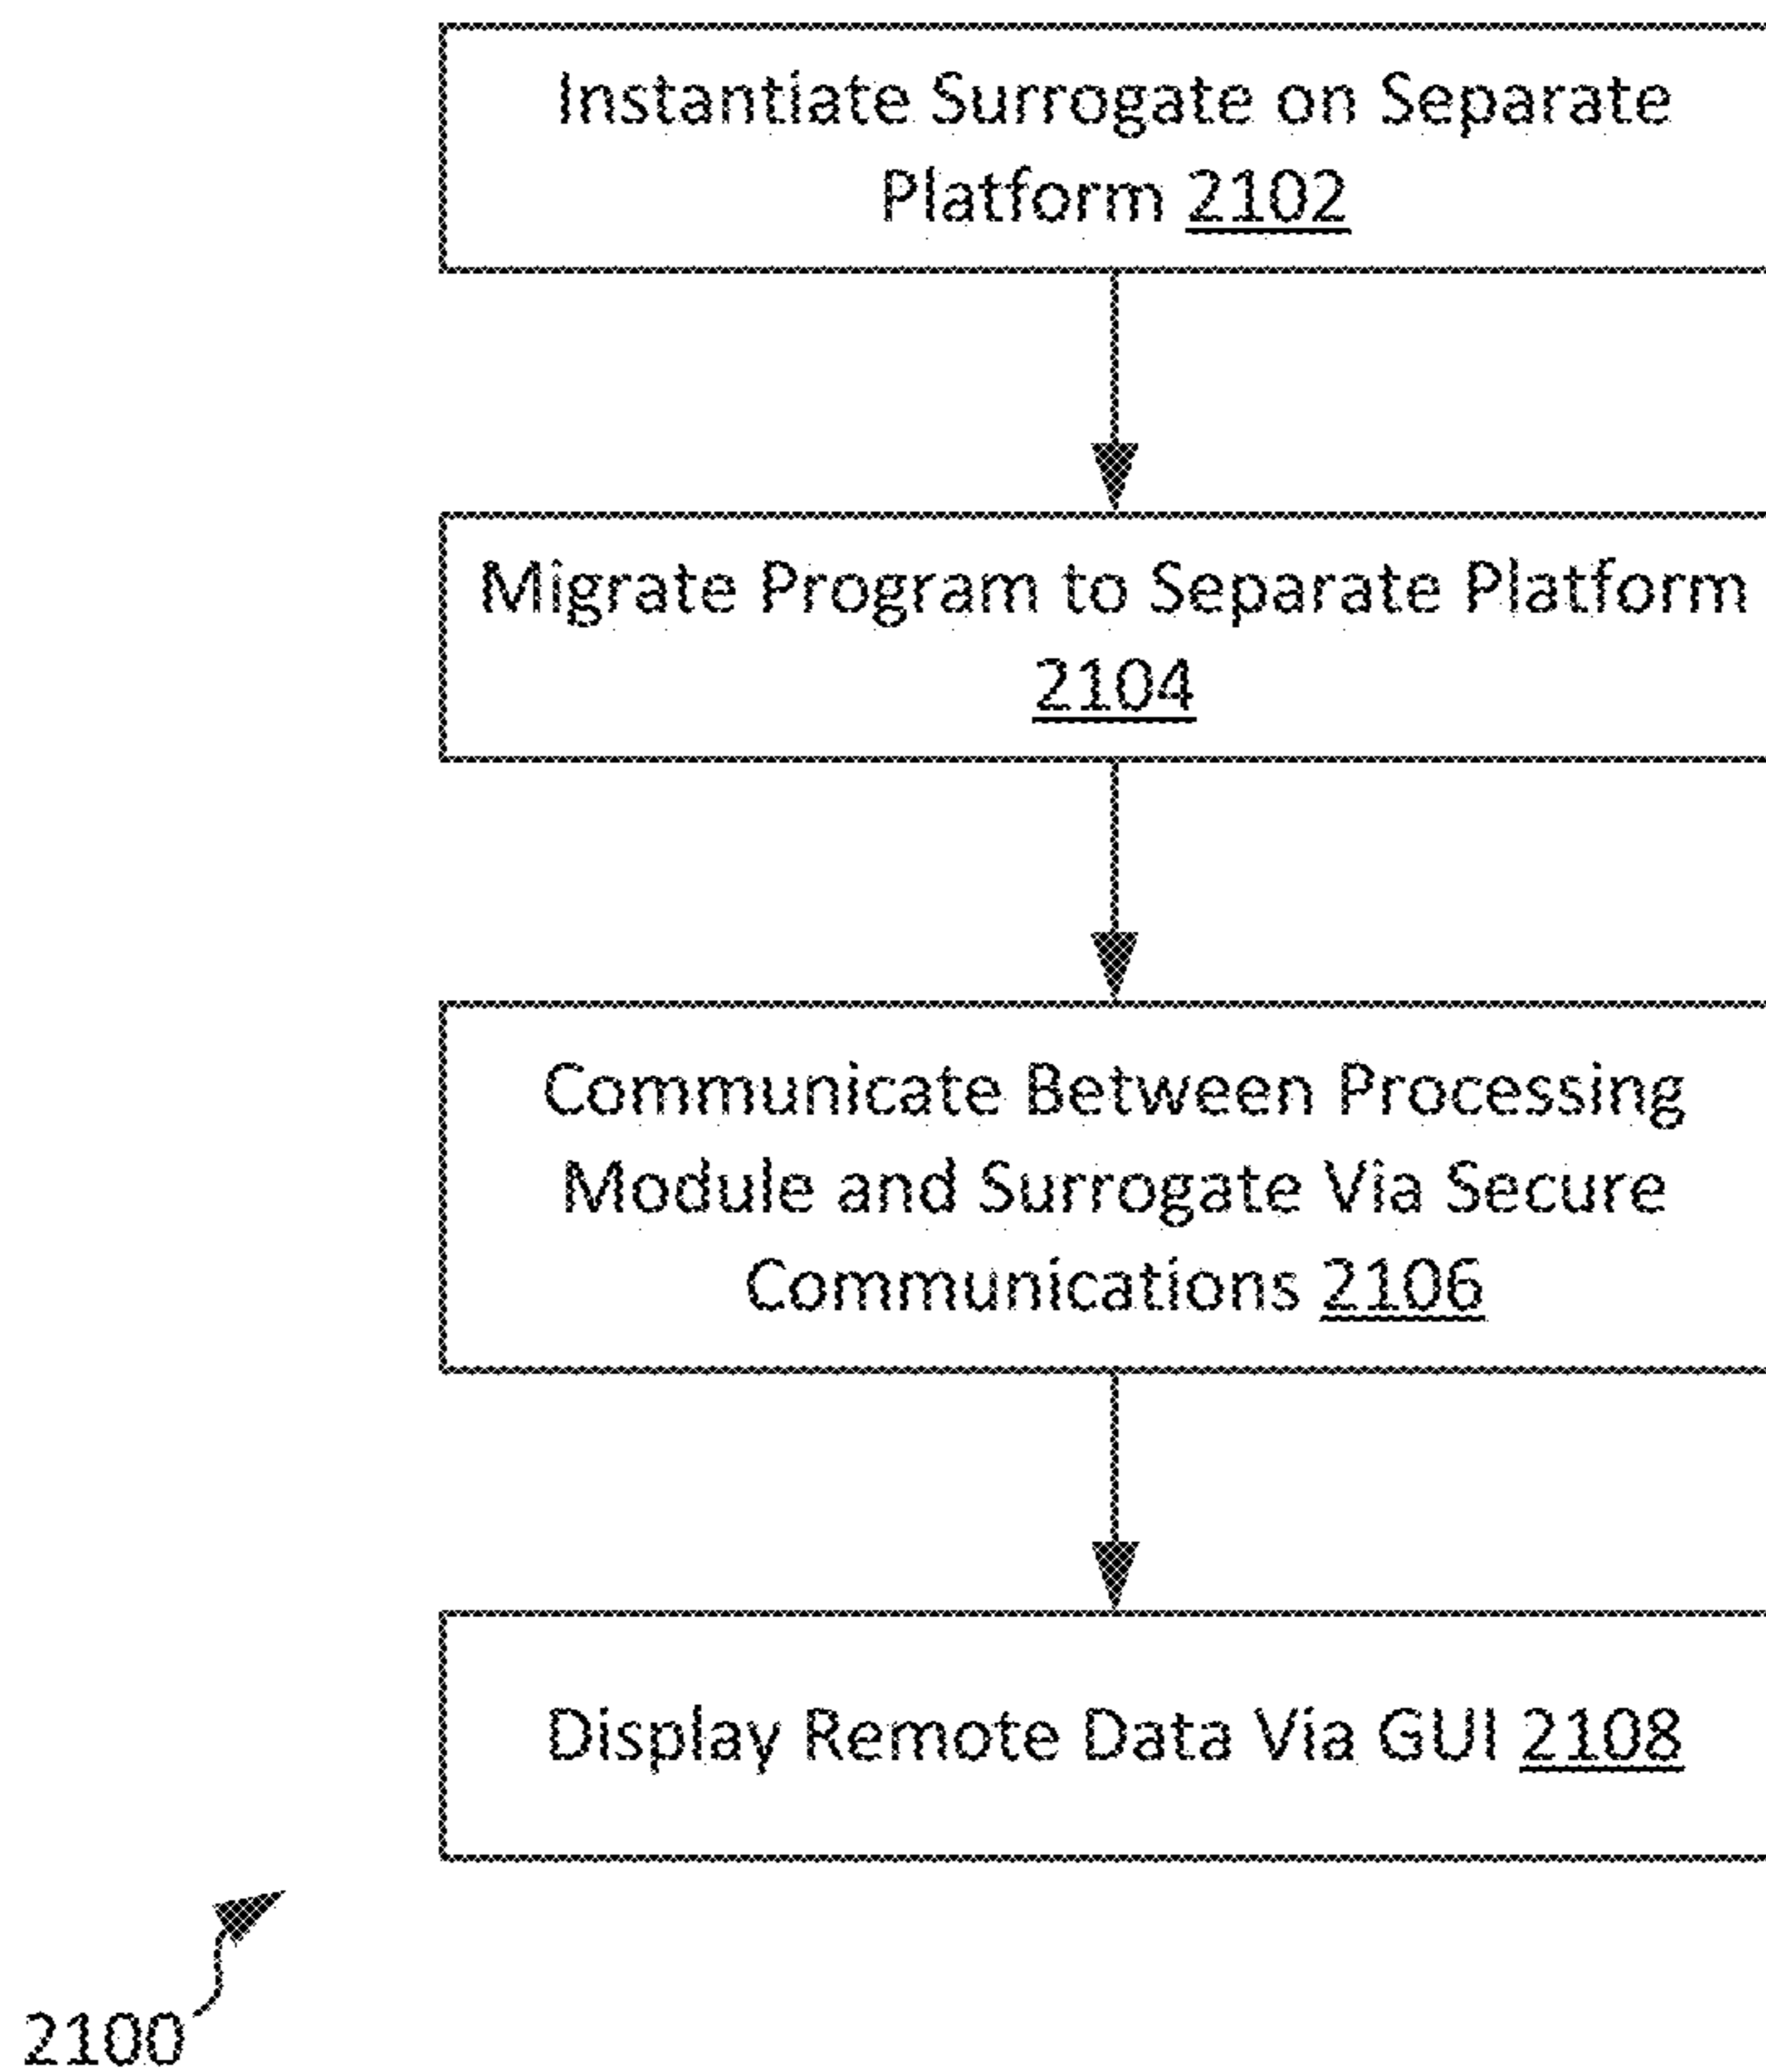 Instantiate Surrogate on Separate
Platform 2102
Migrate Program to Separate Platform
2104
Communicate Between Processing
Module and Surrogate Via Secure
Communications 2106
Display Remote Data Via GUI 2108
2100